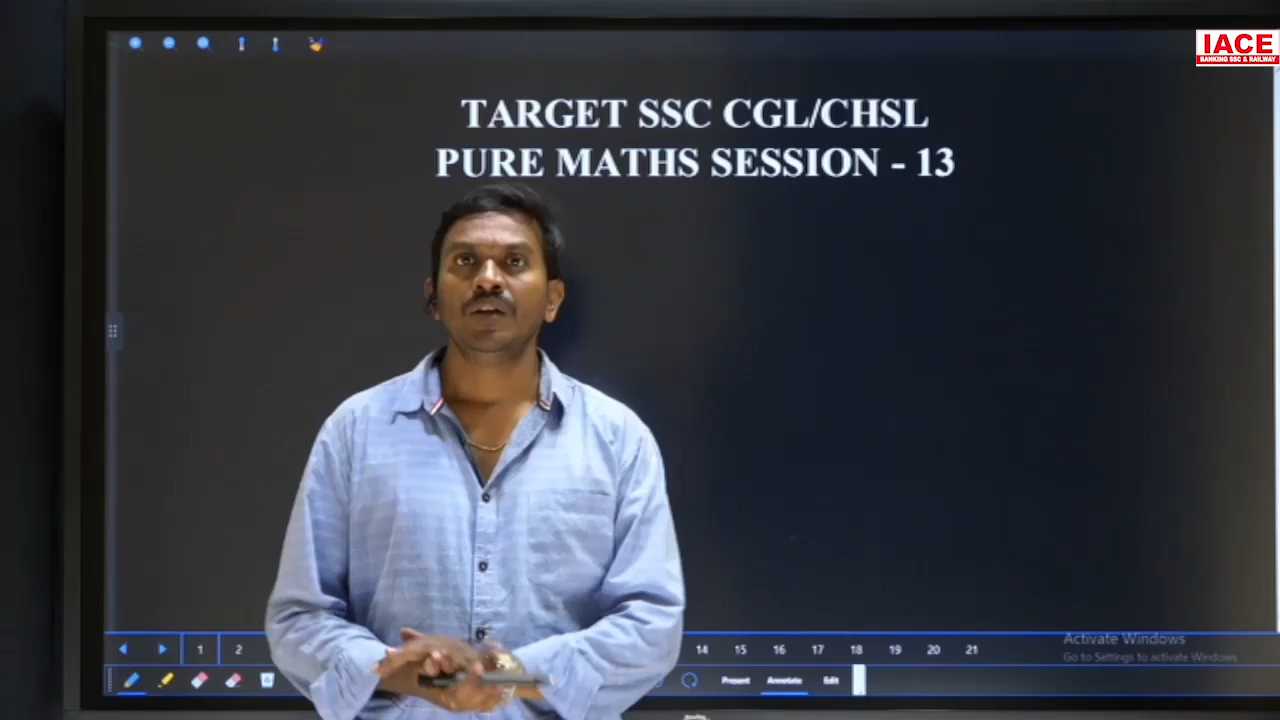 IACE
BANKING SSC & RAILWAY
TARGET SSC CGL/CHSL
PURE MATHS SESSION - 13
1 2 14 15 16 17 18 19 20 21
Activate Windows
Go to Settings to activate Windows.
Present Annotate Edit